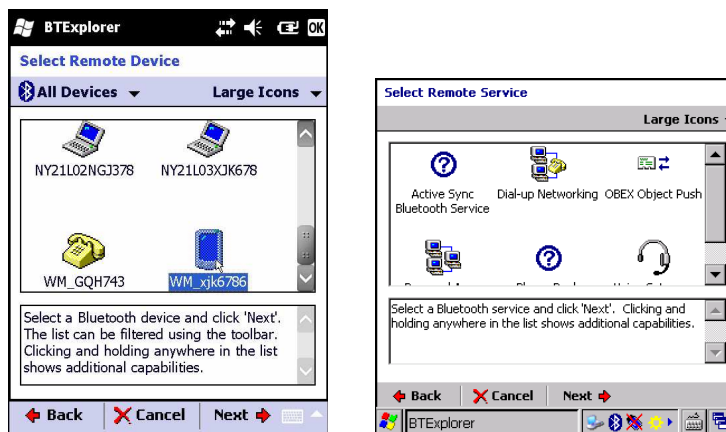 BTExplorer
OK
Select Remote Device
All Devices
Large Icons
NY21L02NGJ378
NY21L03XJK678
WM_GQH743
WM_xjk6786
Select a Bluetooth device and click 'Next'.
The list can be filtered using the toolbar.
Clicking and holding anywhere in the list
shows additional capabilities.
Back
Cancel
Next
Select Remote Service
Large Icons
Active Sync
Bluetooth Service
Dial-up Networking
OBEX Object Push
Select a Bluetooth service and click 'Next'. Clicking and
holding anywhere in the list shows additional capabilities.
Back
Cancel
Next
BTExplorer